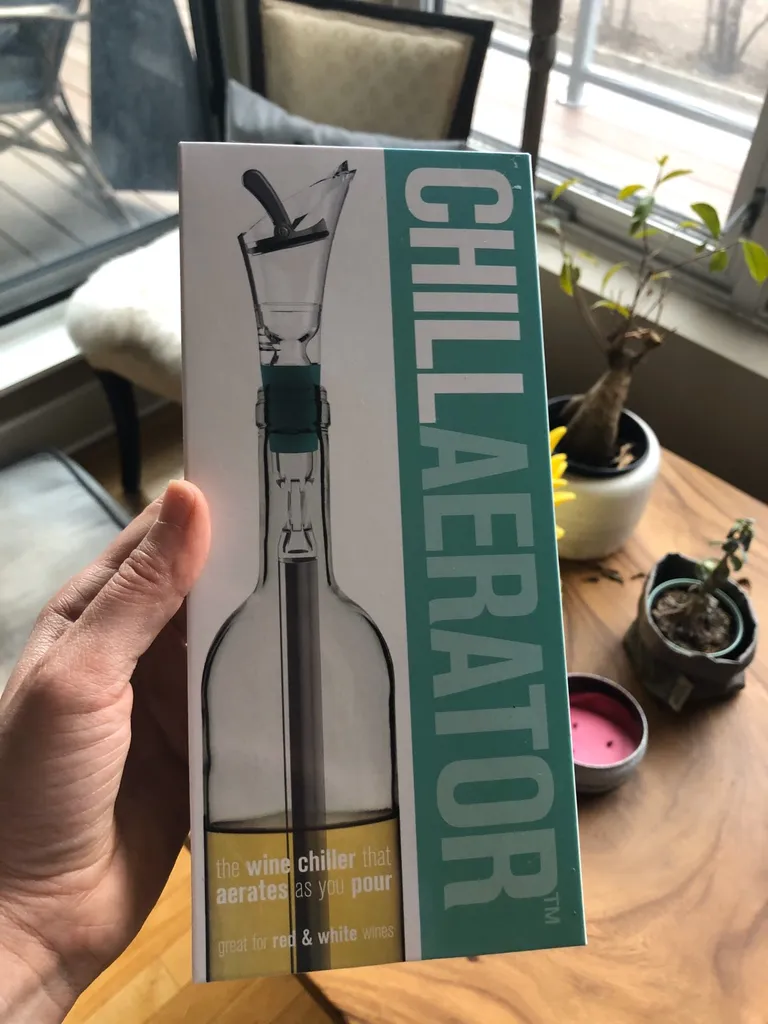 CHILLAERATOR™
the wine chiller that
aerates as you pour
great for red & white wines